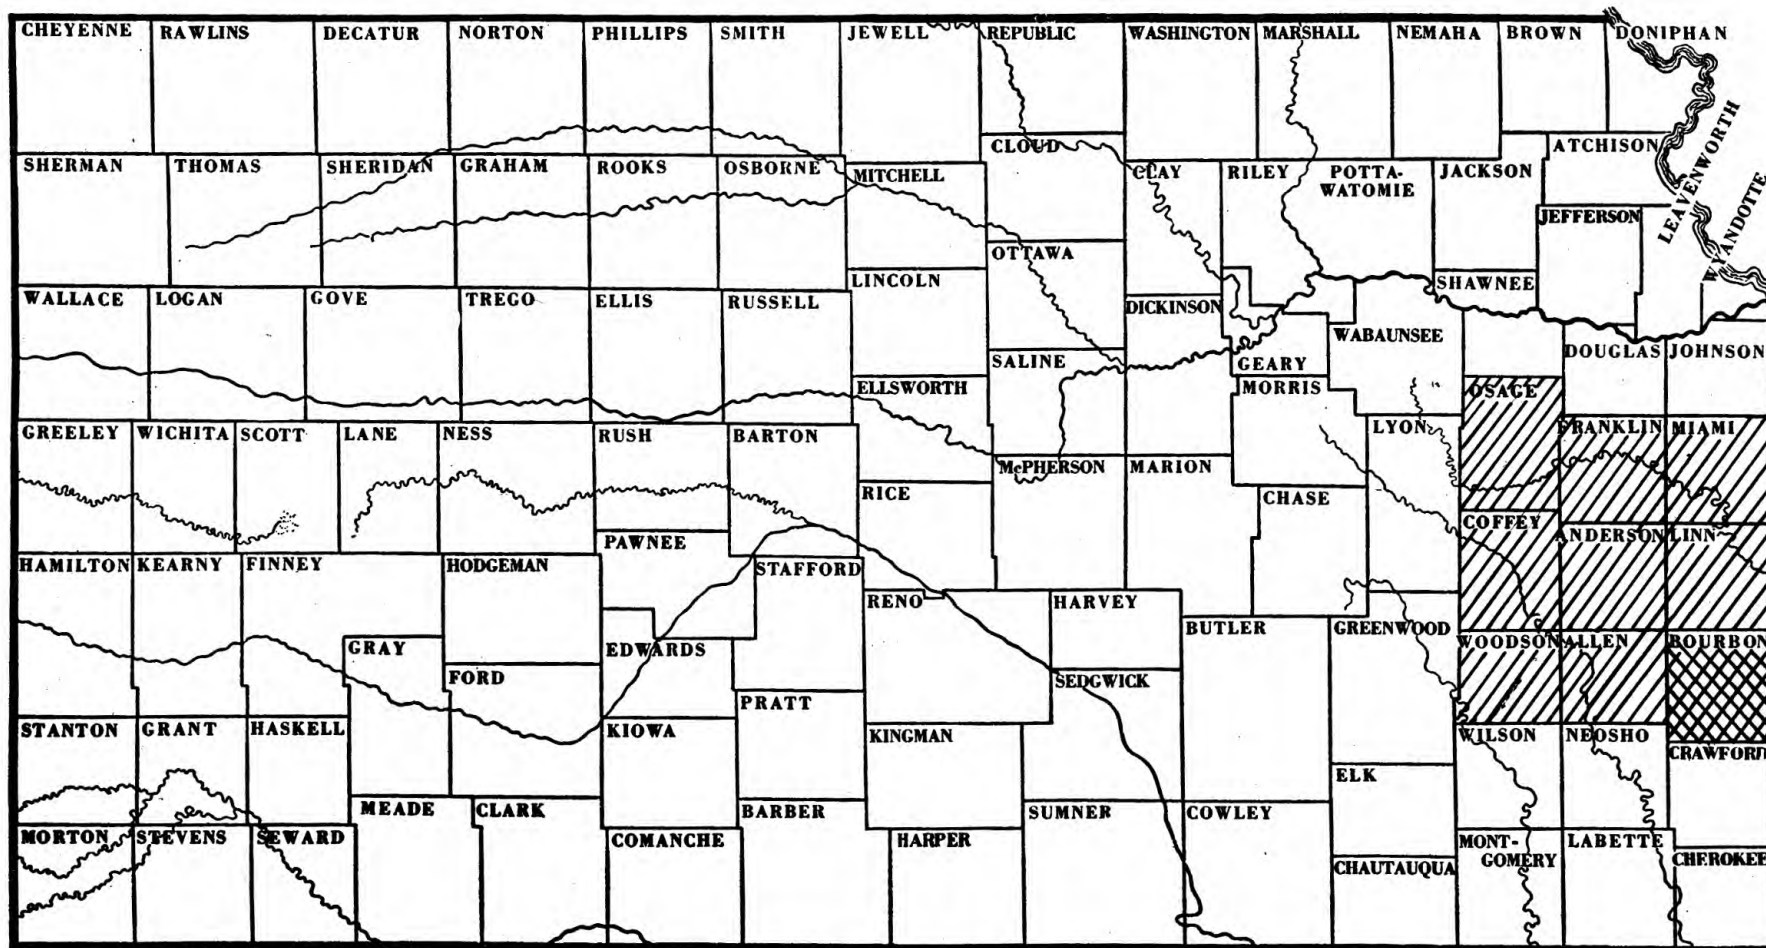 CHEYENNE RAWLINS DECATUR NORTON PHILLIPS SMITH JEWELL REPUBLIC WASHINGTON MARSHALL NEMAHA BROWN DONIPHAN
CLOUD ATCHISON
SHERMAN THOMAS SHERIDAN GRAHAM ROOKS OSBORNE MITCHELL CLAY RILEY POTTA-
WATOMIE JACKSON
LEAVENWORTH
WYANDOTTE
JEFFERSON
OTTAWA
LINCOLN SHAWNEE
WALLACE LOGAN GOVE TREGO ELLIS RUSSELL DICKINSON
WABAUNSEE
SALINE GEARY DOUGLAS JOHNSON
ELLSWORTH MORRIS OSAGE
GREELEY WICHITA SCOTT LANE NESS RUSH BARTON LYON FRANKLIN MIAMI
McPHERSON MARION
RICE CHASE
COFFEY
PAWNEE ANDERSON LINN
HAMILTON KEARNY FINNEY HODGEMAN STAFFORD
RENO HARVEY
BUTLER GREENWOOD
GRAY EDWARDS WOODSON ALLEN BOURBON
FORD SEDGWICK
PRATT
STANTON GRANT HASKELL KIOWA KINGMAN WILSON NEOSHO
CRAWFORD
ELK
MEADE CLARK BARBER SUMNER COWLEY
MORTON STEVENS SEWARD COMANCHE HARPER MONT-
GOMERY LABETTE
CHAUTAUQUA CHEROKEE